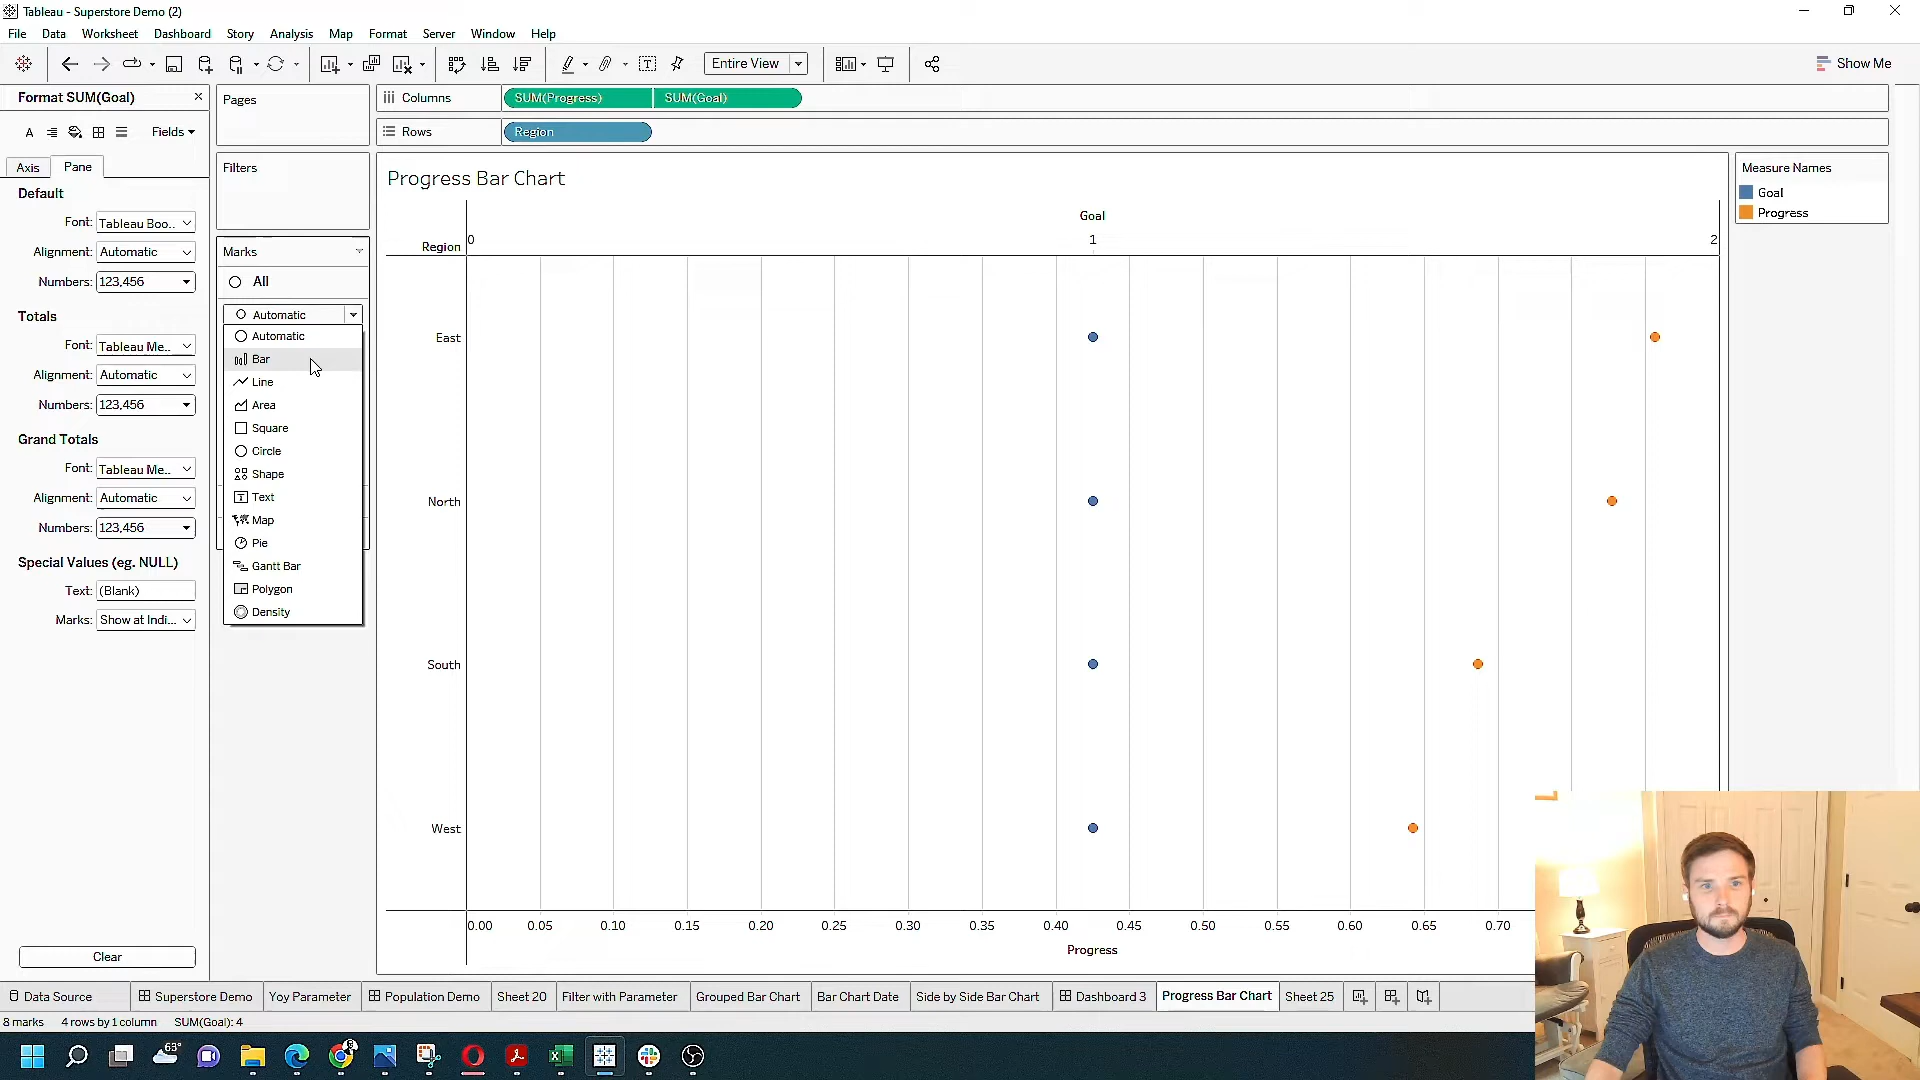 Tableau - Superstore Demo (2)
File Data Worksheet Dashboard Story Analysis Map Format Server Window Help
Entire View
Show Me
Format SUM(Goal)
Fields
Axis Pane
Default
Font: Tableau Boo..
Alignment: Automatic
Numbers: 123,456
Totals
Font: Tableau Me..
Alignment: Automatic
Numbers: 123,456
Grand Totals
Font: Tableau Me..
Alignment: Automatic
Numbers: 123,456
Special Values (eg. NULL)
Text: (Blank)
Marks: Show at Indi...
Clear
Pages
Filters
Marks
All
Automatic
Automatic
Bar
Line
Area
Square
Circle
Shape
Text
Map
Pie
Gantt Bar
Polygon
Density
Columns SUM(Progress) SUM(Goal)
Rows Region
Progress Bar Chart
Goal
Region 0 1 2
East
North
South
West
0.00 0.05 0.10 0.15 0.20 0.25 0.30 0.35 0.40 0.45 0.50 0.55 0.60 0.65 0.70
Progress
Measure Names
Goal
Progress
Data Source Superstore Demo Yoy Parameter Population Demo Sheet 20 Filter with Parameter Grouped Bar Chart Bar Chart Date Side by Side Bar Chart Dashboard 3 Progress Bar Chart Sheet 25
8 marks 4 rows by 1 column SUM(Goal): 4
63°